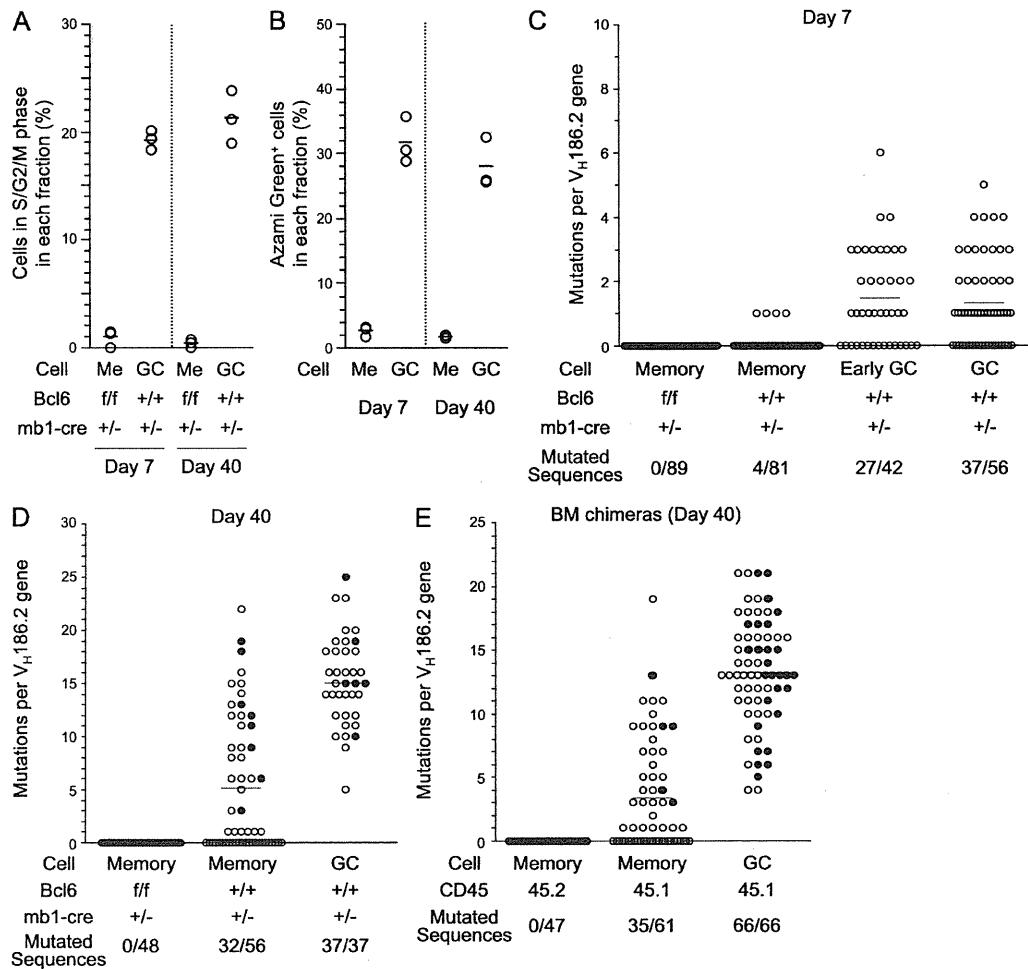 A
Cells in S/G2/M phase
in each fraction (%)
30
20
10
0
Cell Me GC Me GC
Bcl6 f/f +/+ f/f +/+
mb1-cre +/- +/- +/- +/-
Day 7 Day 40
B
Azami Green+ cells
in each fraction (%)
50
40
30
20
10
0
Cell Me GC Me GC
Day 7 Day 40
C
Day 7
Mutations per VH186.2 gene
10
8
6
4
2
0
Cell Memory Memory Early GC GC
Bcl6 f/f +/+ +/+ +/+
mb1-cre +/- +/- +/- +/-
Mutated
Sequences 0/89 4/81 27/42 37/56
D
Day 40
Mutations per VH186.2 gene
30
25
20
15
10
5
0
Cell Memory Memory GC
Bcl6 f/f +/+ +/+
mb1-cre +/- +/- +/-
Mutated
Sequences 0/48 32/56 37/37
E
BM chimeras (Day 40)
Mutations per VH186.2 gene
25
20
15
10
5
0
Cell Memory Memory GC
CD45 45.2 45.1 45.1
Mutated
Sequences 0/47 35/61 66/66